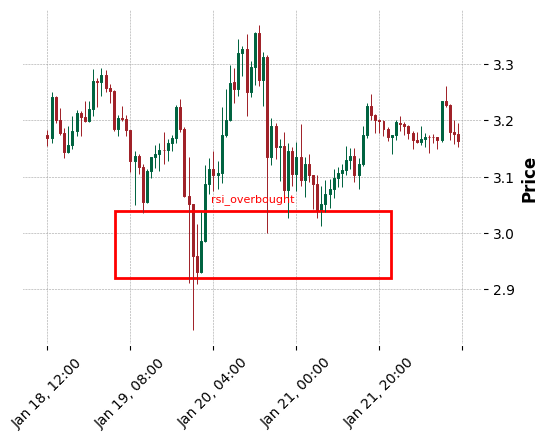 3.3
3.2
3.1
rsi_overbought
3.0
2.9
Price
Jan 18, 12:00
Jan 19, 08:00
Jan 20, 04:00
Jan 21, 00:00
Jan 21, 20:00